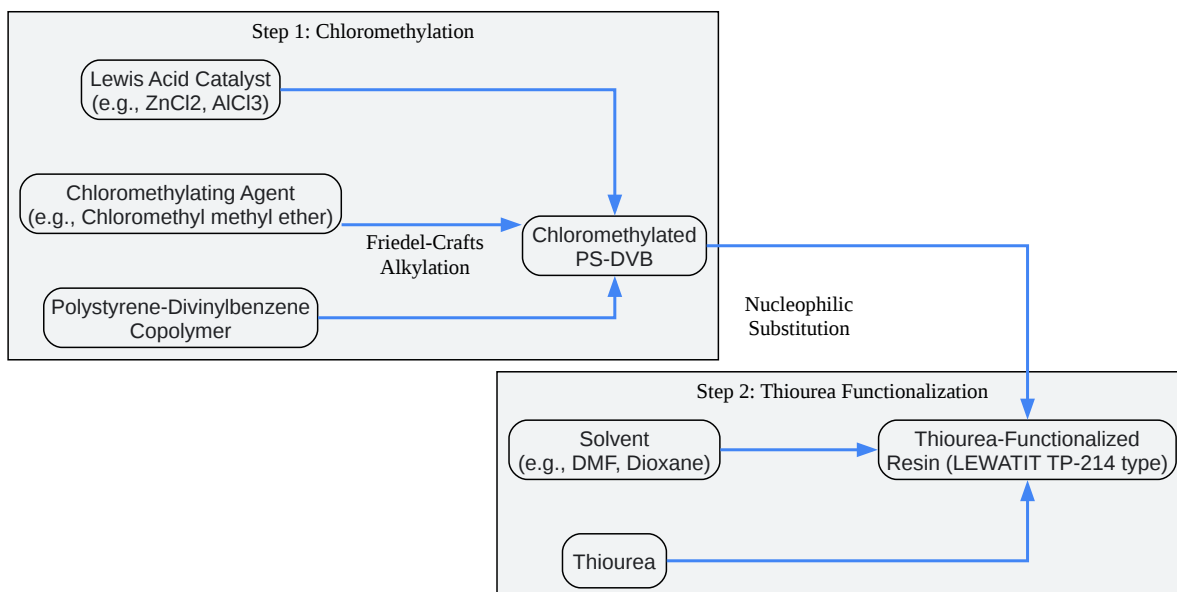 Step 1: Chloromethylation
Lewis Acid Catalyst
(e.g., ZnCl2, AlCl3)
Chloromethylating Agent
(e.g., Chloromethyl methyl ether)
Friedel-Crafts
Alkylation
Chloromethylated
PS-DVB
Polystyrene-Divinylbenzene
Copolymer
Nucleophilic
Substitution
Step 2: Thiourea Functionalization
Solvent
(e.g., DMF, Dioxane)
Thiourea-Functionalized
Resin (LEWATIT TP-214 type)
Thiourea